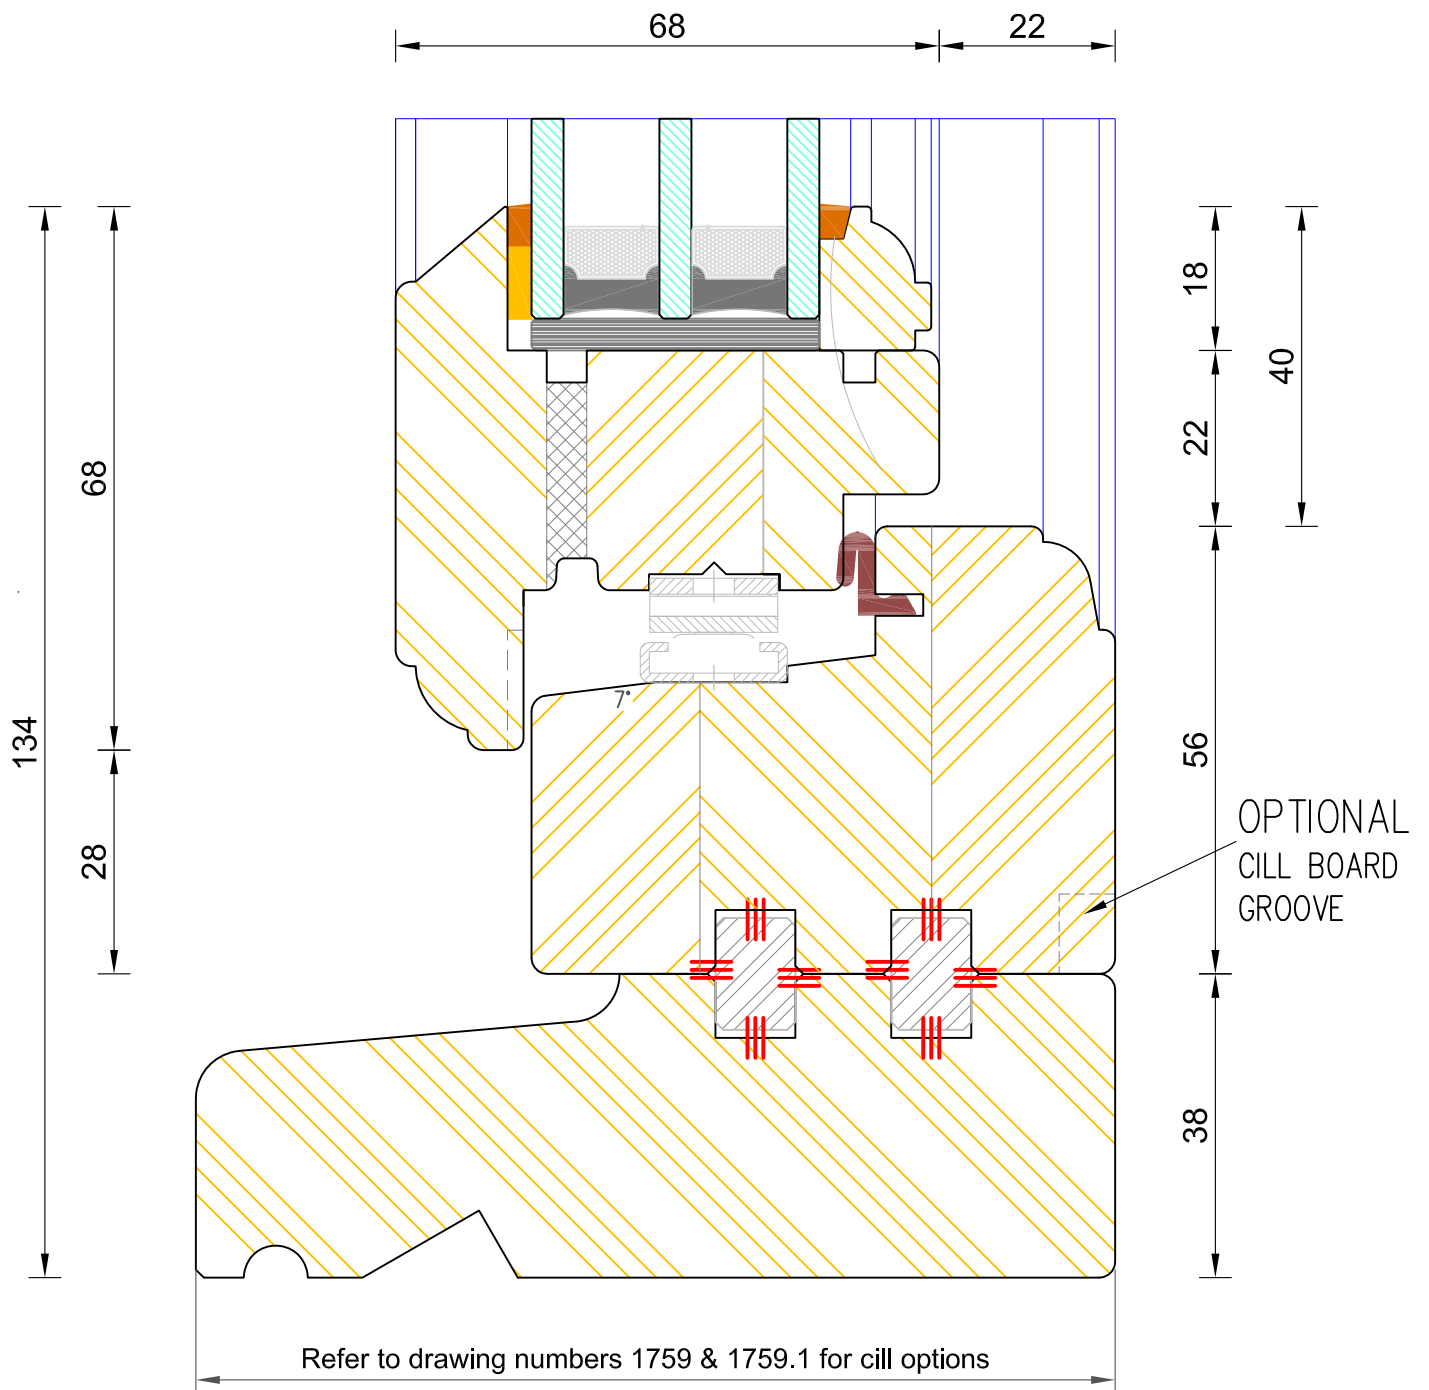 68
22
18
40
22
68
134
7°
56
28
OPTIONAL
CILL BOARD
GROOVE
38
Refer to drawing numbers 1759 & 1759.1 for cill options